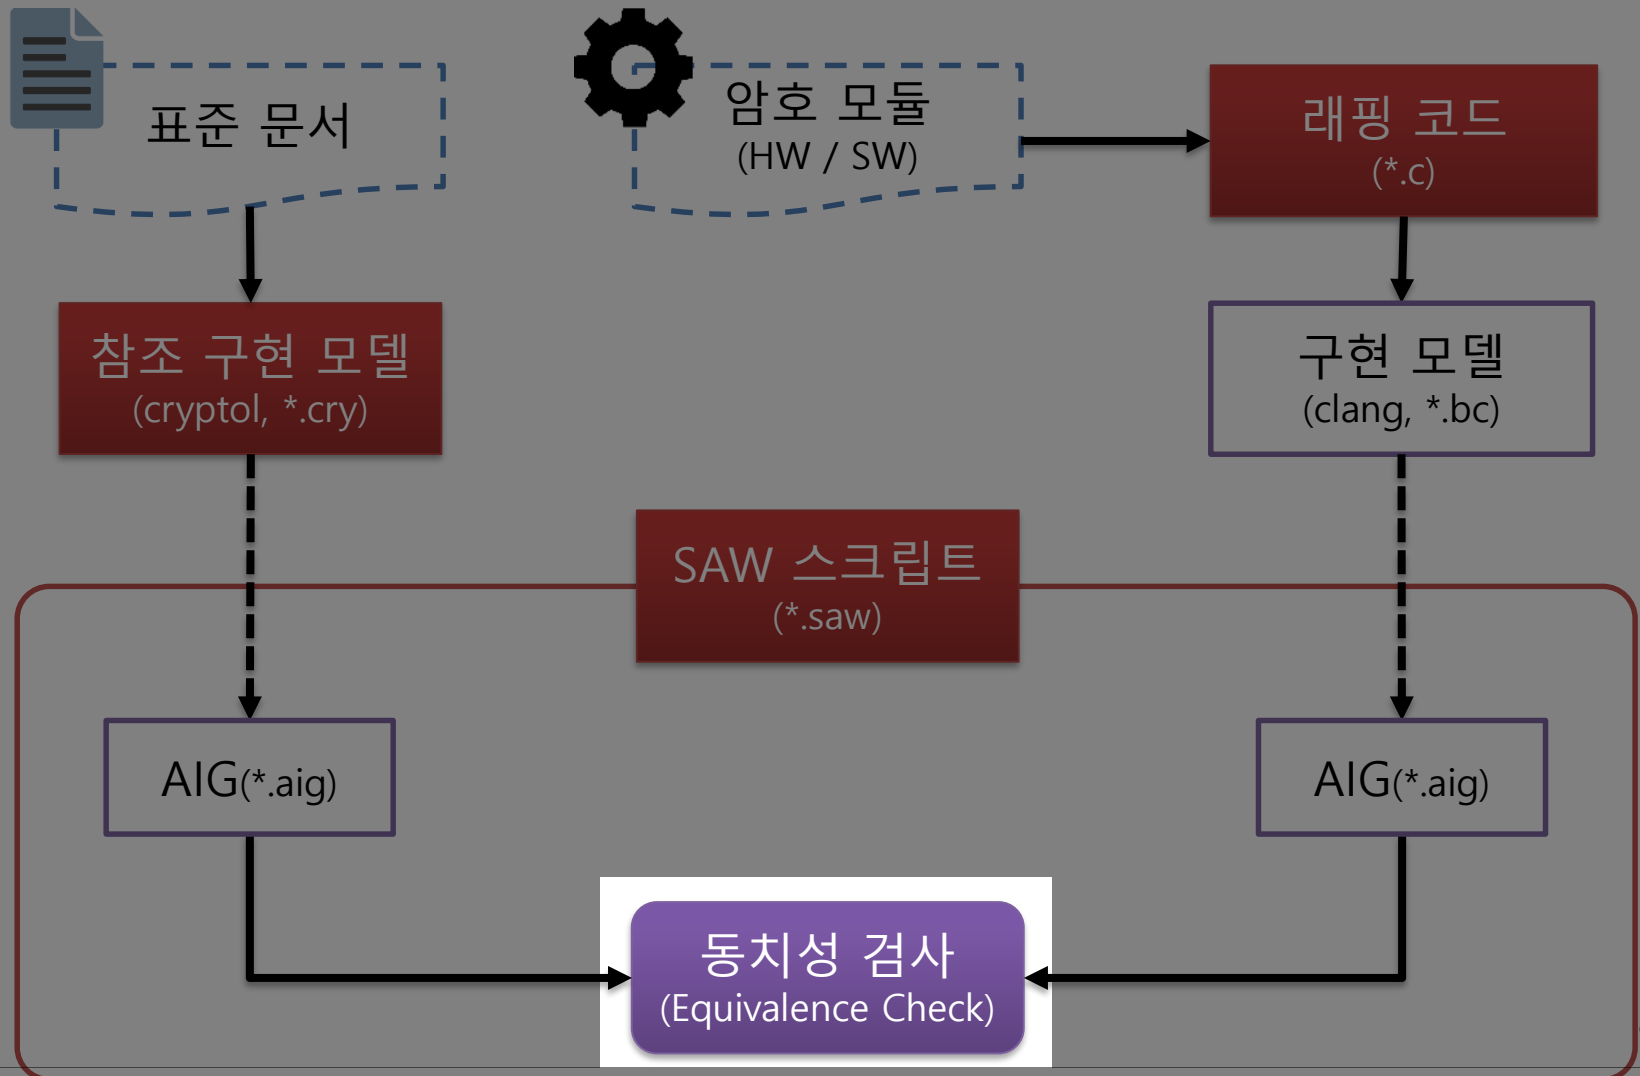 표준 문서
암호 모듈
(HW / SW)
래핑 코드
(*.c)
참조 구현 모델
(cryptol, *.cry)
구현 모델
(clang, *.bc)
SAW 스크립트
(*.saw)
AIG(*.aig)
AIG(*.aig)
동치성 검사
(Equivalence Check)